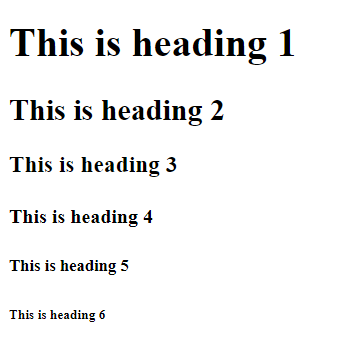 This is heading 1
This is heading 2
This is heading 3
This is heading 4
This is heading 5
This is heading 6